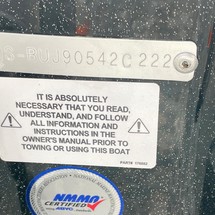 90542C222
IT IS ABSOLUTELY
NECESSARY THAT YOU READ,
UNDERSTAND, AND FOLLOW
ALL INFORMATION AND
INSTRUCTIONS IN THE
OWNER'S MANUAL PRIOR TO
TOWING OR USING THIS BOAT
NMMA
CERTIFIED